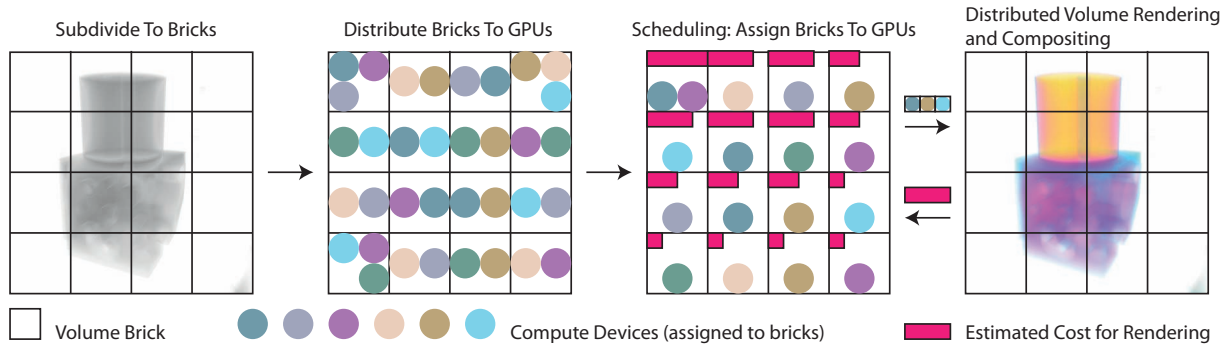 Subdivide To Bricks
Distribute Bricks To GPUs
Scheduling: Assign Bricks To GPUs
Distributed Volume Rendering
and Compositing
Volume Brick
Compute Devices (assigned to bricks)
Estimated Cost for Rendering